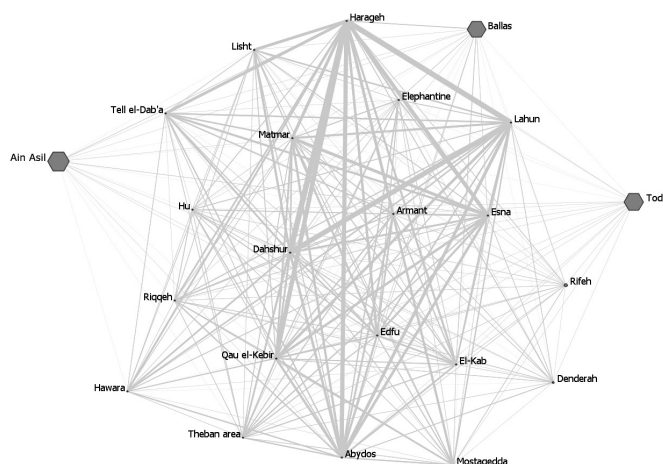 Harageh
Ballas
Lisht
Elephantine
Tell el-Dab'a
Lahun
Matmar
Ain Asil
Tod
Hu
Armant
Esna
Dahshur
Rifeh
Riqqeh
Edfu
Qau el-Kebir
El-Kab
Denderah
Hawara
Theban area
Abydos
Mostagedda